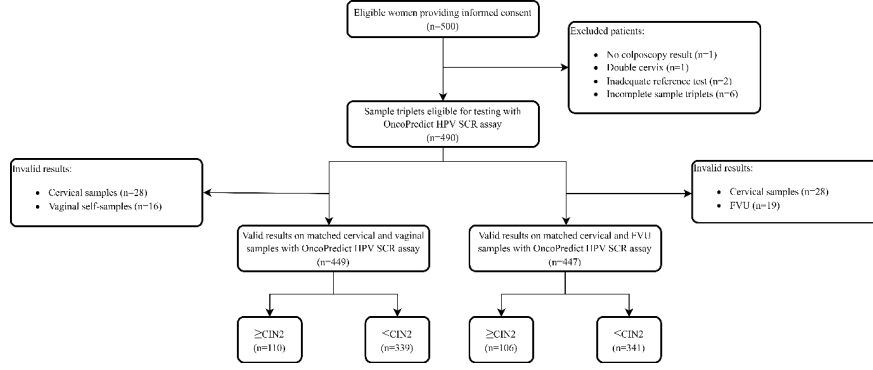 Eligible women providing informed consent
(n=500)
Excluded patients:
• No colposcopy result (n=1)
• Double cervix (n=1)
• Inadequate reference test (n=2)
• Incomplete sample triplets (n=6)
Sample triplets eligible for testing with
OncoPredict HPV SCR assay
(n=490)
Invalid results:
• Cervical samples (n=28)
• Vaginal self-samples (n=16)
Invalid results:
• Cervical samples (n=28)
• FVU (n=19)
Valid results on matched cervical and vaginal
samples with OncoPredict HPV SCR assay
(n=449)
Valid results on matched cervical and FVU
samples with OncoPredict HPV SCR assay
(n=447)
≥CIN2
(n=110)
<CIN2
(n=339)
≥CIN2
(n=106)
<CIN2
(n=341)